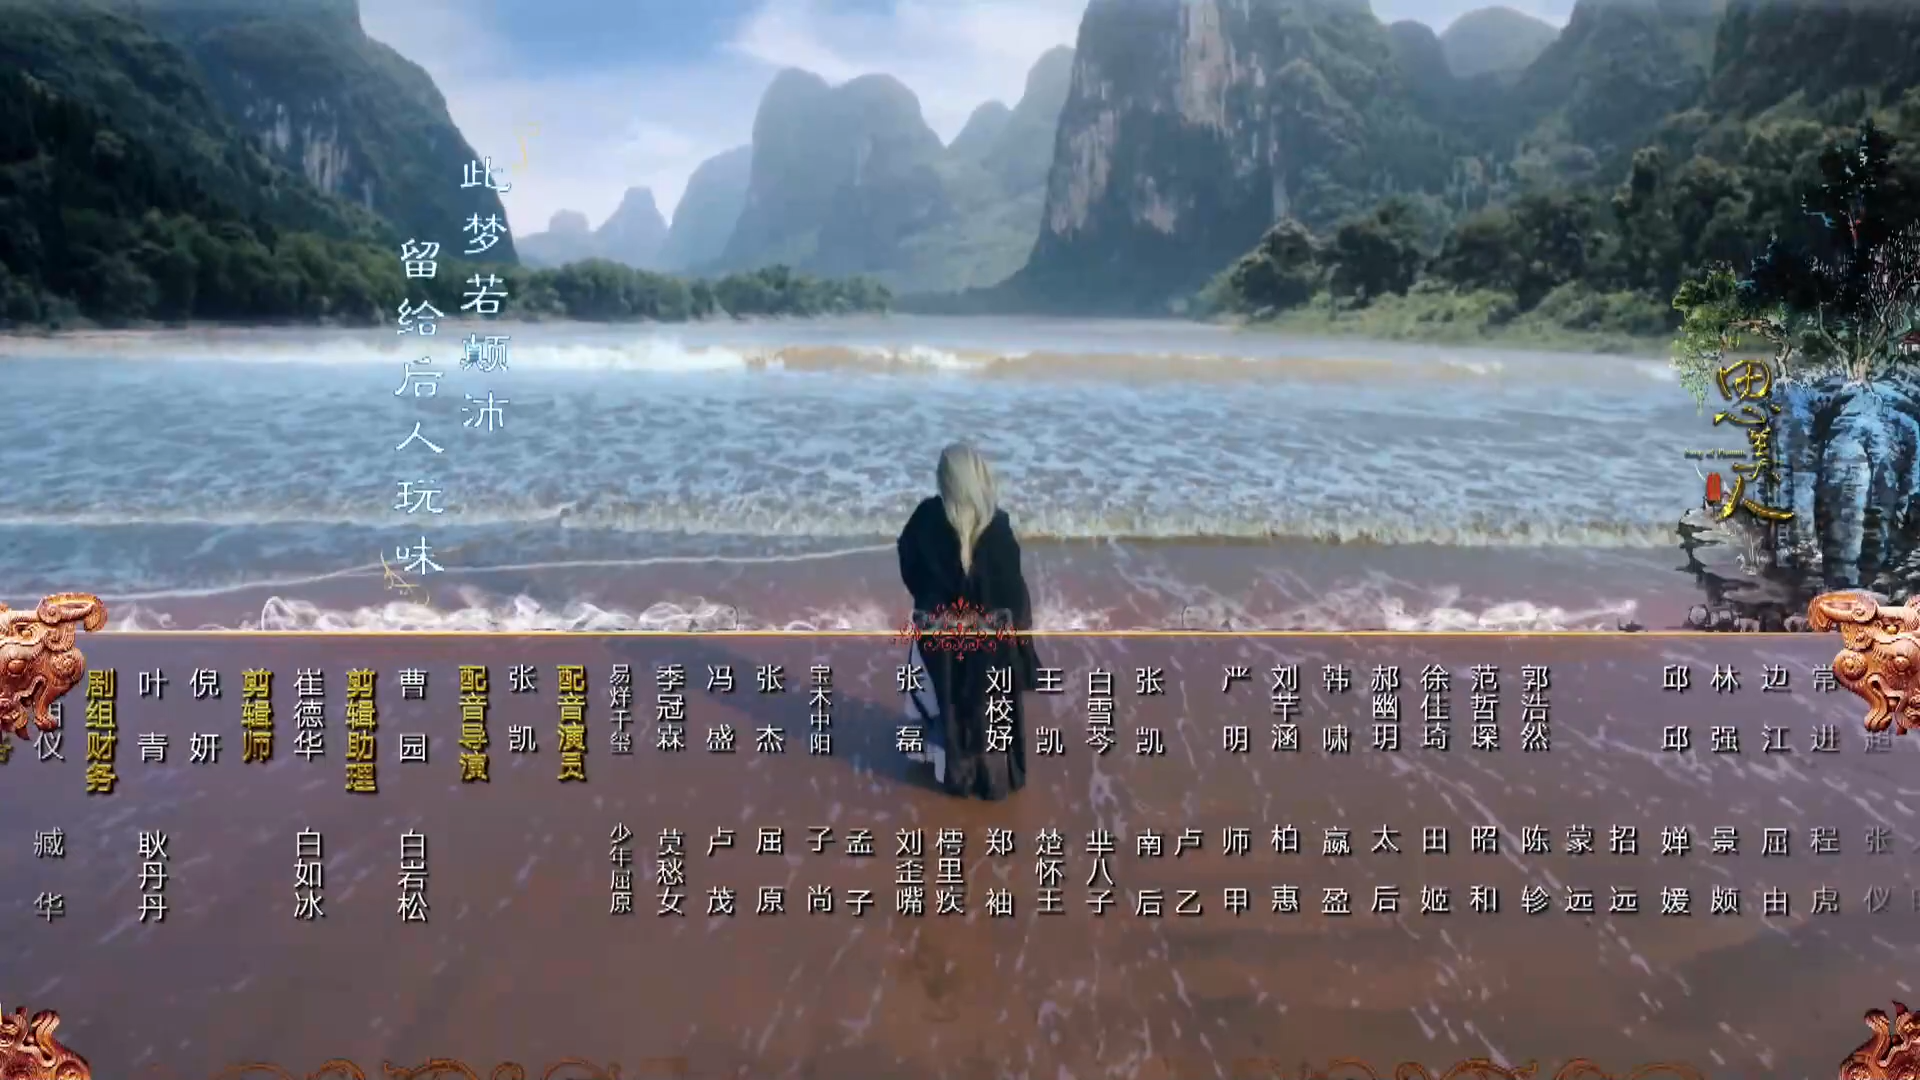 此梦若颠沛
留给后人玩味
思美人
剧组财务
叶青
倪妍
剪辑师
崔德华
剪辑助理
曹园
配音导演
张凯
配音演员
易烊千玺
季冠霖
冯盛
张杰
宝木中阳
张磊
刘校妤
王凯
白雪芩
张凯
严明
刘芊涵
韩啸
郝幽玥
徐佳琦
范哲琛
郭浩然
邱邱
林强
边江
常进
臧华
耿丹丹
白如冰
白岩松
少年屈原
莫愁女
卢茂
屈原
子尚
孟子
刘歪嘴
樗里疾
郑袖
楚怀王
芈八子
南后
卢乙
师甲
柏惠
嬴盈
太后
田姬
昭和
陈轸
蒙远
招远
婵媛
景颇
屈由
程虎
张仪